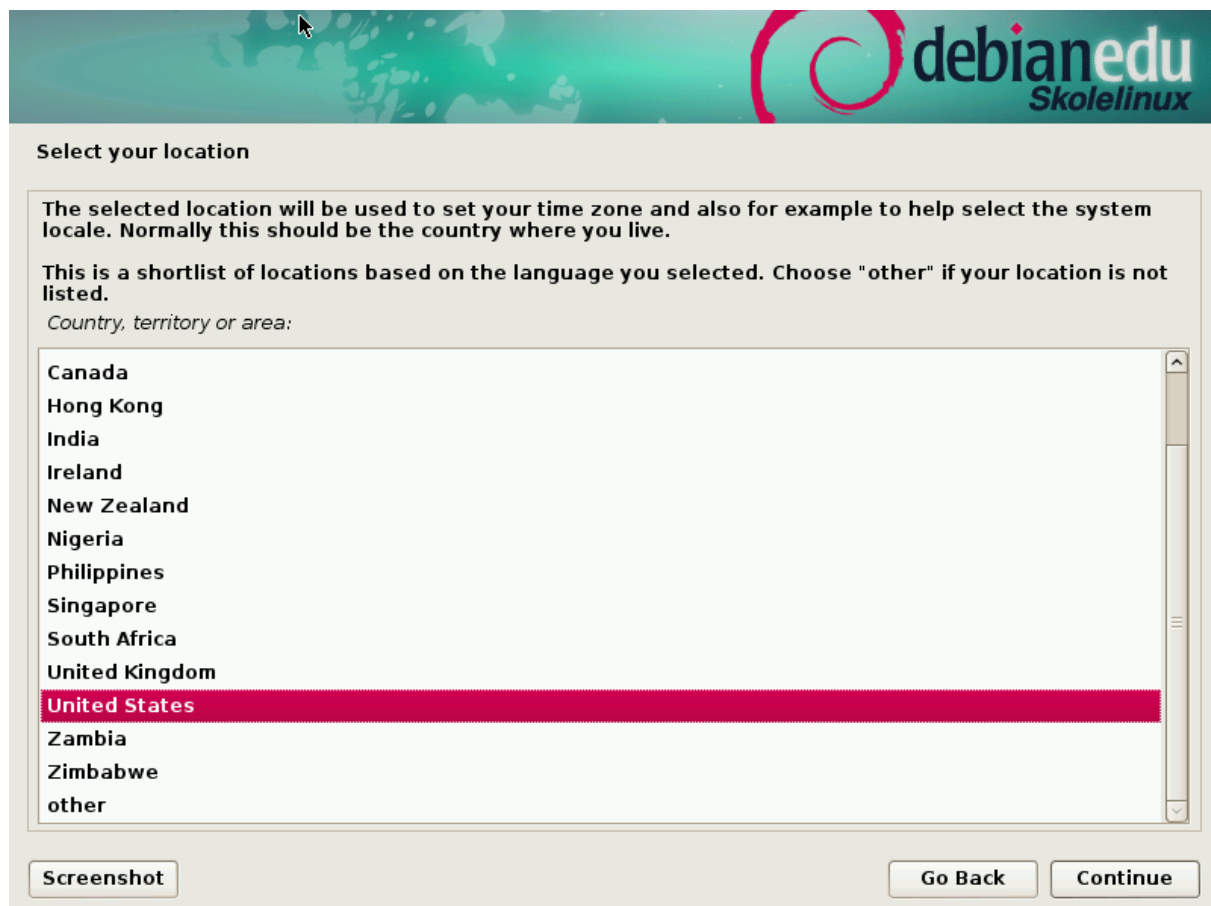 debianedu
Skolelinux
Select your location
The selected location will be used to set your time zone and also for example to help select the system
locale. Normally this should be the country where you live.
This is a shortlist of locations based on the language you selected. Choose "other" if your location is not
listed.
Country, territory or area:
Canada
Hong Kong
India
Ireland
New Zealand
Nigeria
Philippines
Singapore
South Africa
United Kingdom
United States
Zambia
Zimbabwe
other
Screenshot
Go Back
Continue